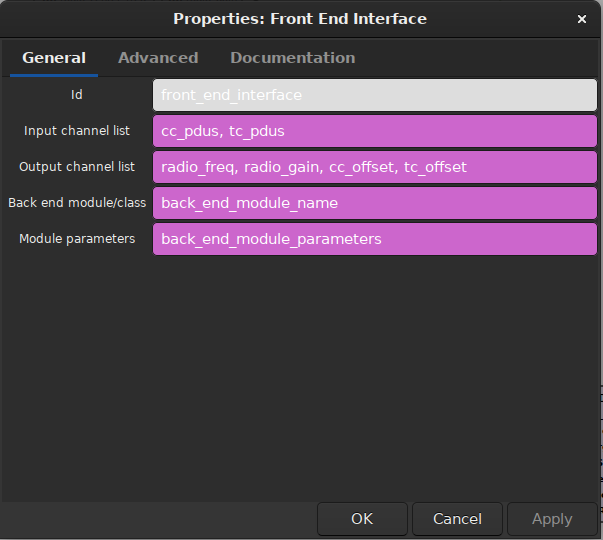 Properties: Front End Interface ×
General Advanced Documentation
Id front_end_interface
Input channel list cc_pdus, tc_pdus
Output channel list radio_freq, radio_gain, cc_offset, tc_offset
Back end module/class back_end_module_name
Module parameters back_end_module_parameters
OK Cancel Apply